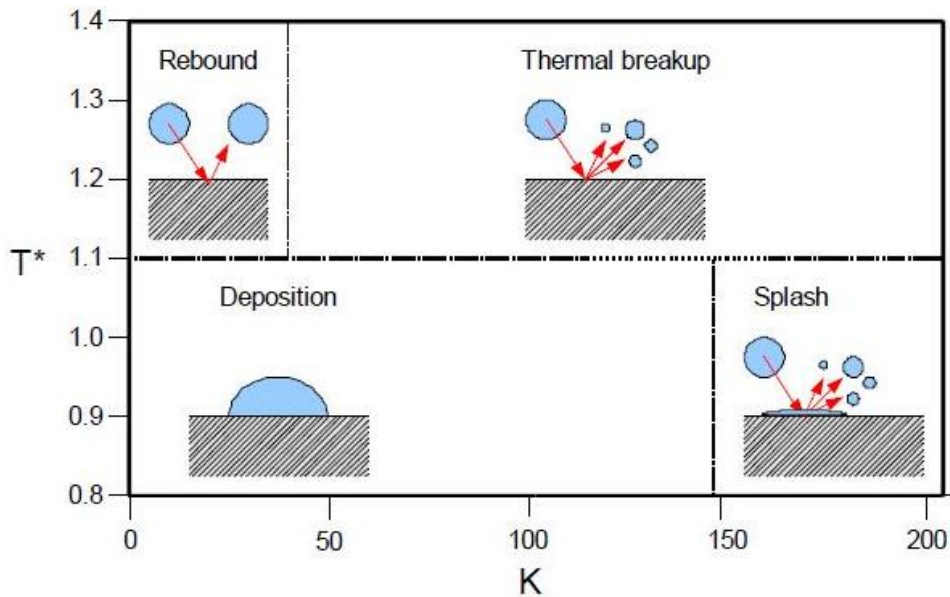 1.4
Rebound
Thermal breakup
1.3
1.2
T*
1.1
Deposition
Splash
1.0
0.9
0.8
0
50
100
150
200
K